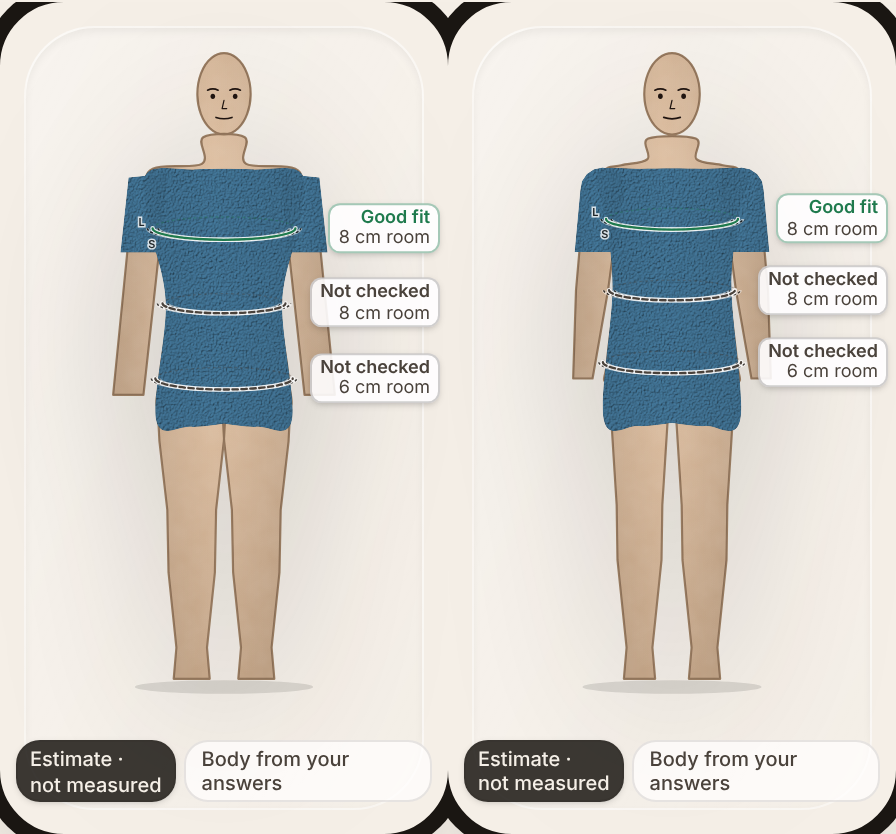 L
S
Good fit
8 cm room
Not checked
8 cm room
Not checked
6 cm room
Estimate ·
not measured
Body from your
answers
L
S
Good fit
8 cm room
Not checked
8 cm room
Not checked
6 cm room
Estimate ·
not measured
Body from your
answers